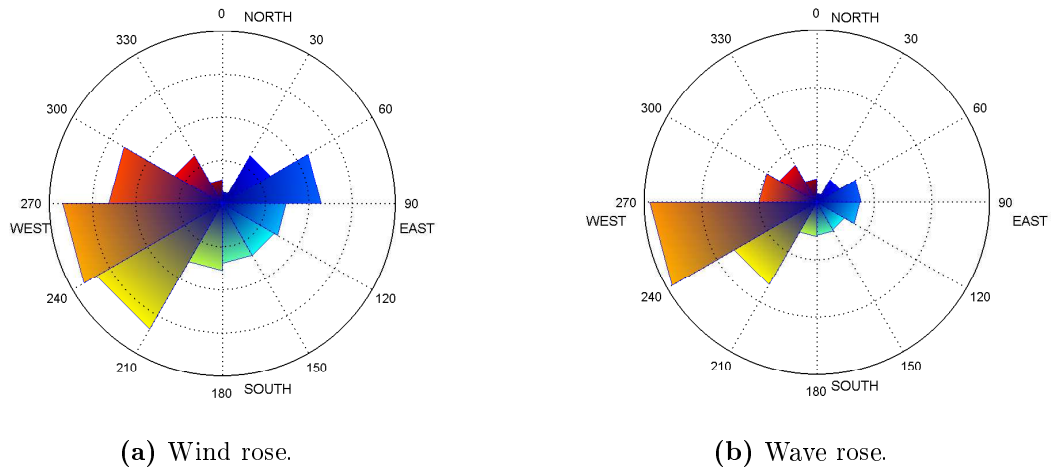 0
NORTH
30
60
90
EAST
120
150
SOUTH
180
210
240
WEST
270
300
330
(a) Wind rose.
0
NORTH
30
60
90
EAST
120
150
SOUTH
180
210
240
WEST
270
300
330
(b) Wave rose.